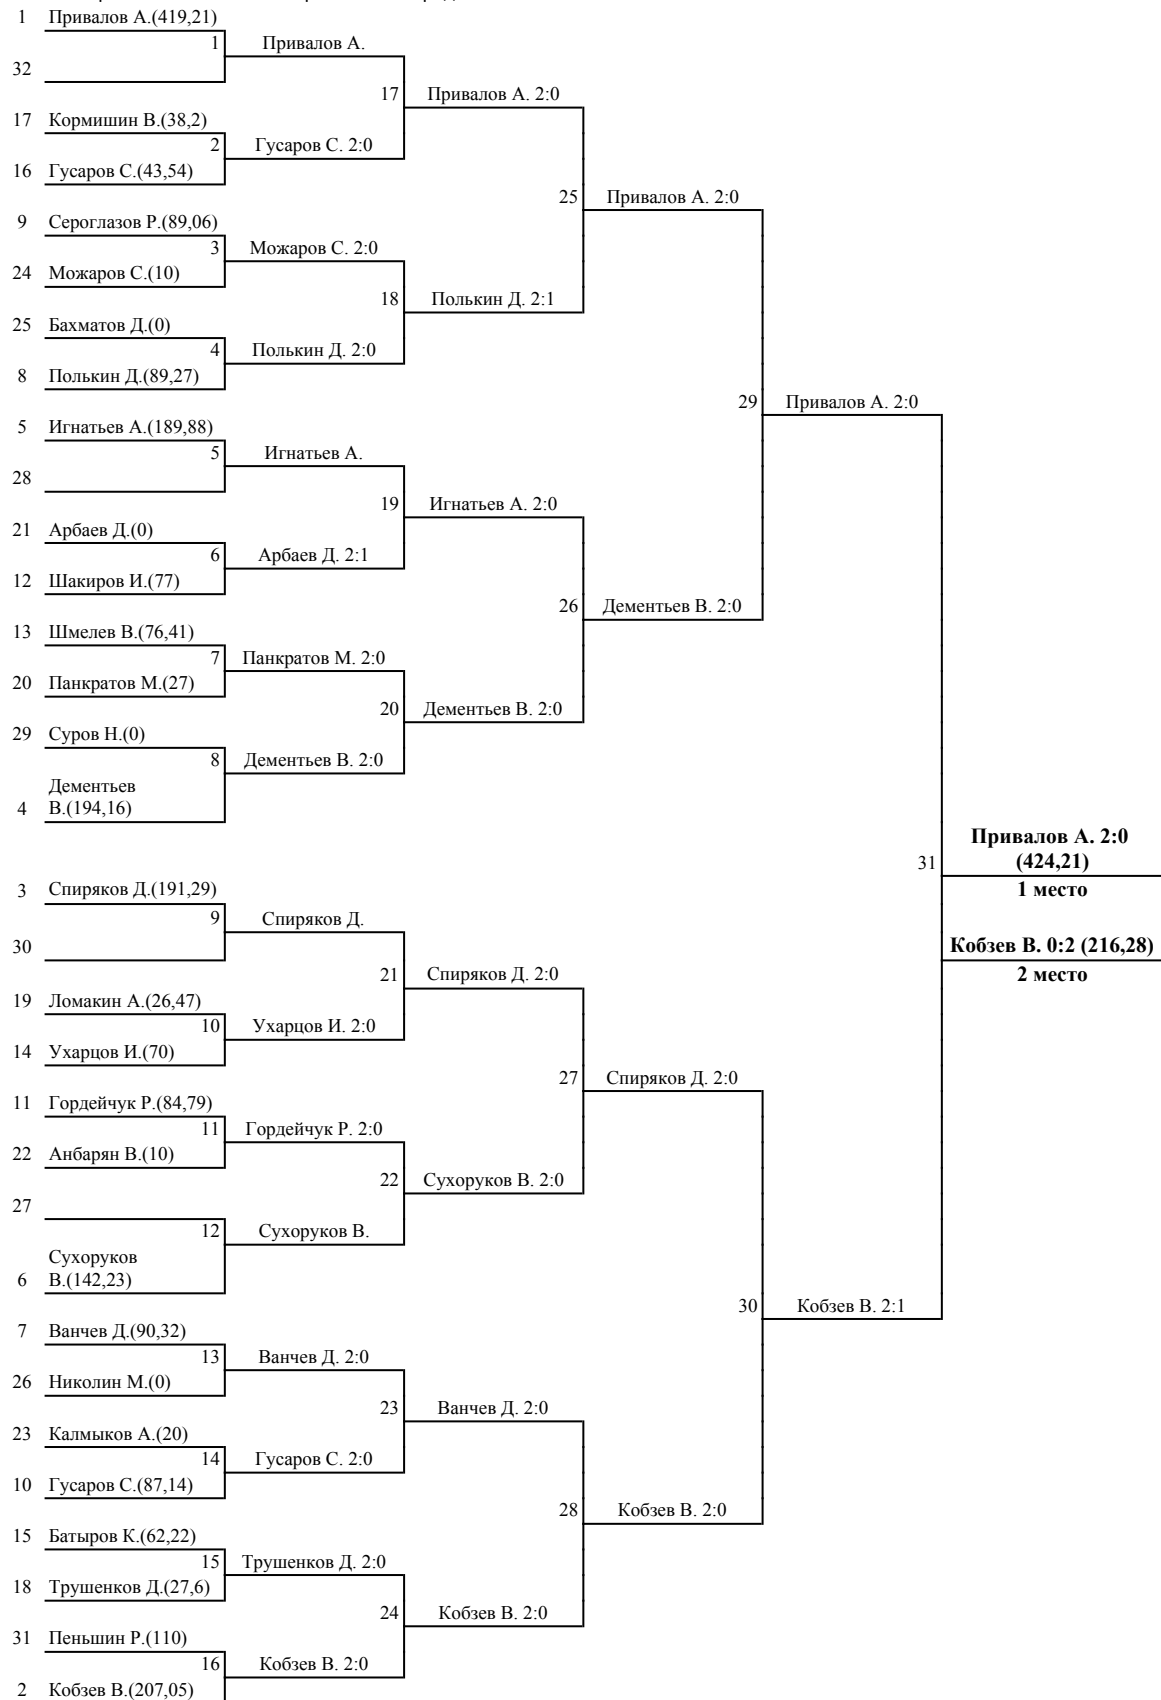 1 Привалов А.(419,21)
1 Привалов А.
32
17 Привалов А. 2:0
17 Кормишин В.(38,2)
2 Гусаров С. 2:0
16 Гусаров С.(43,54)
25 Привалов А. 2:0
9 Сероглазов Р.(89,06)
3 Можаров С. 2:0
24 Можаров С.(10)
18 Полькин Д. 2:1
25 Бахматов Д.(0)
4 Полькин Д. 2:0
8 Полькин Д.(89,27)
29 Привалов А. 2:0
5 Игнатьев А.(189,88)
5 Игнатьев А.
28
19 Игнатьев А. 2:0
21 Арбаев Д.(0)
6 Арбаев Д. 2:1
12 Шакиров И.(77)
26 Дементьев В. 2:0
13 Шмелев В.(76,41)
7 Панкратов М. 2:0
20 Панкратов М.(27)
20 Дементьев В. 2:0
29 Суров Н.(0)
8 Дементьев В. 2:0
Дементьев
4 В.(194,16)
Привалов А. 2:0
31 (424,21)
1 место
3 Спиряков Д.(191,29)
9 Спиряков Д.
30
Кобзев В. 0:2 (216,28)
2 место
21 Спиряков Д. 2:0
19 Ломакин А.(26,47)
10 Ухарцов И. 2:0
14 Ухарцов И.(70)
27 Спиряков Д. 2:0
11 Гордейчук Р.(84,79)
11 Гордейчук Р. 2:0
22 Анбарян В.(10)
22 Сухоруков В. 2:0
27
12 Сухоруков В.
Сухоруков
6 В.(142,23)
30 Кобзев В. 2:1
7 Ванчев Д.(90,32)
13 Ванчев Д. 2:0
26 Николин М.(0)
23 Ванчев Д. 2:0
23 Калмыков А.(20)
14 Гусаров С. 2:0
10 Гусаров С.(87,14)
28 Кобзев В. 2:0
15 Батыров К.(62,22)
15 Трушенков Д. 2:0
18 Трушенков Д.(27,6)
24 Кобзев В. 2:0
31 Пеньшин Р.(110)
16 Кобзев В. 2:0
2 Кобзев В.(207,05)